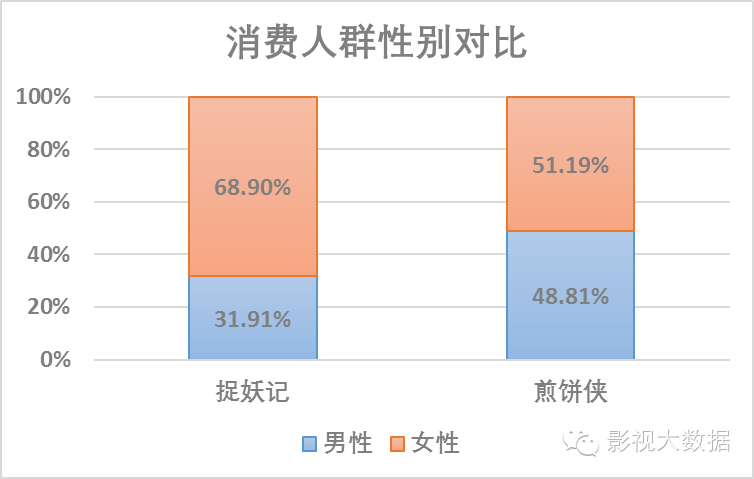 消费人群性别对比
100%
80%
60%
40%
20%
0%
68.90%
31.91%
51.19%
48.81%
捉妖记
煎饼侠
男性
女性
影视大数据